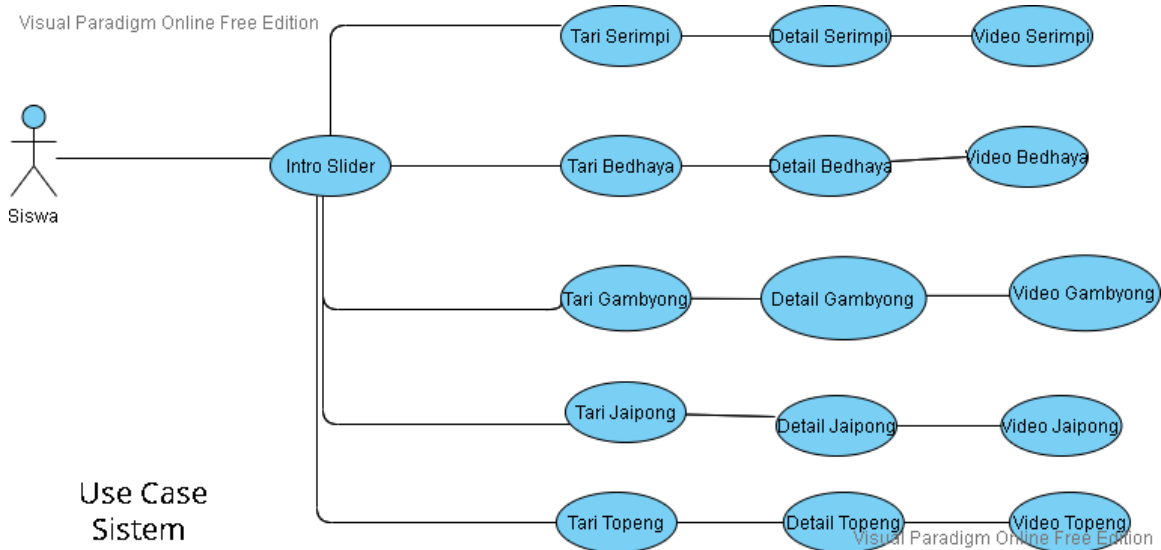 Visual Paradigm Online Free Edition
Tari Serimpi
Detail Serimpi
Video Serimpi
Siswa
Intro Slider
Tari Bedhaya
Detail Bedhaya
Video Bedhaya
Tari Gambyong
Detail Gambyong
Video Gambyong
Tari Jaipong
Detail Jaipong
Video Jaipong
Use Case
Sistem
Tari Topeng
Detail Topeng
Video Topeng
Visual Paradigm Online Free Edition